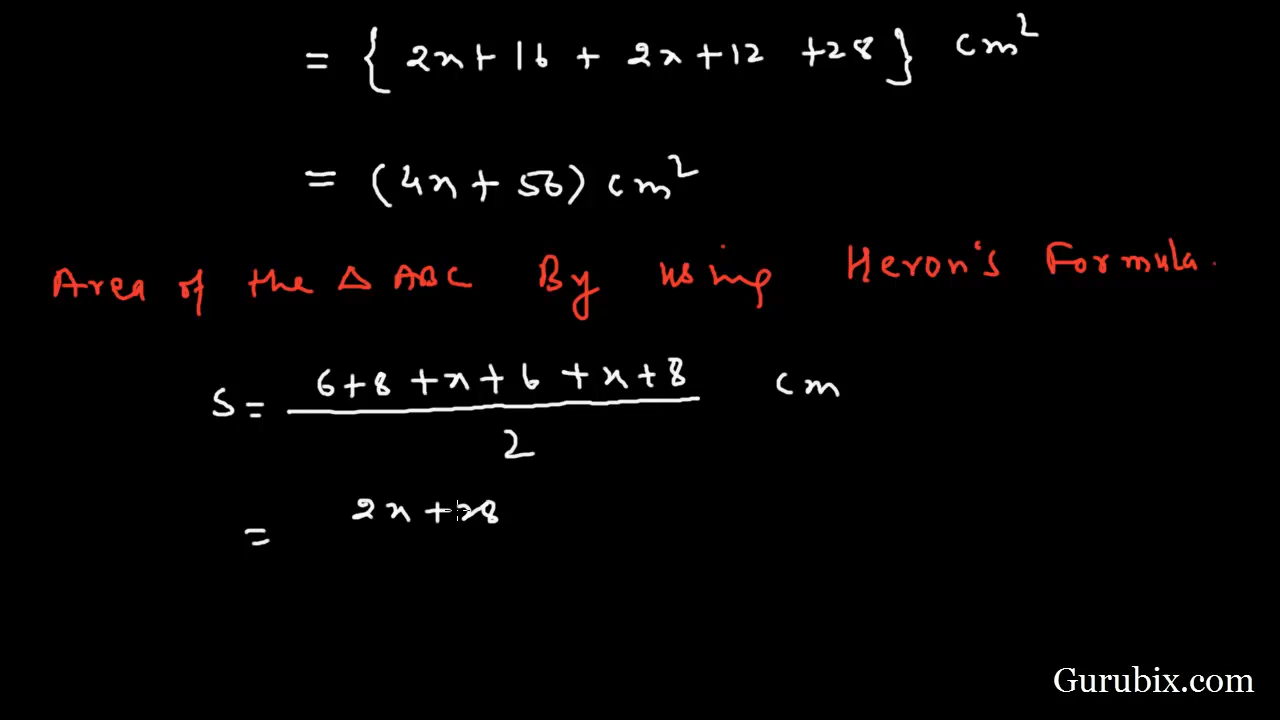 = { 2x + 16 + 2x + 12 + 28 } cm²
= (4x + 56) cm²
Area of the Δ ABC By using Heron's Formula.
S = 6 + 8 + x + 6 + x + 8 cm
2
= 2x + 28
Gurubix.com